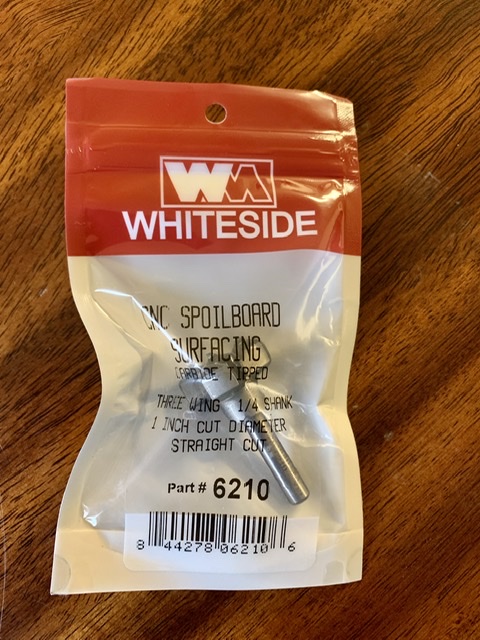 WHITESIDE
CNC SPOILBOARD
SURFACING
CARBIDE TIPPED
THREE WING 1/4 SHANK
1 INCH CUT DIAMETER
STRAIGHT CUT
Part # 6210
8 44278 06210 6